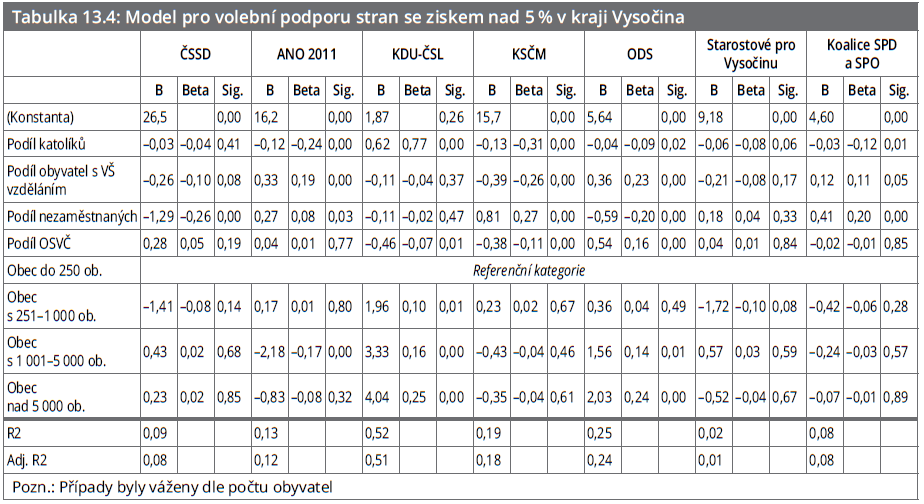 Tabulka 13.4: Model pro volební podporu stran se ziskem nad 5 % v kraji Vysočina
ČSSD ANO 2011 KDU-ČSL KSČM ODS Starostové pro Vysočinu Koalice SPD a SPO
B Beta Sig. B Beta Sig. B Beta Sig. B Beta Sig. B Beta Sig. B Beta Sig. B Beta Sig.
(Konstanta) 26,5 0,00 16,2 0,00 1,87 0,26 15,7 0,00 5,64 0,00 9,18 0,00 4,60 0,00
Podíl katolíků –0,03 –0,04 0,41 –0,12 –0,24 0,00 0,62 0,77 0,00 –0,13 –0,31 0,00 –0,04 –0,09 0,02 –0,06 –0,08 0,06 –0,03 –0,12 0,01
Podíl obyvatel s VŠ vzděláním –0,26 –0,10 0,08 0,33 0,19 0,00 –0,11 –0,04 0,37 –0,39 –0,26 0,00 0,36 0,23 0,00 –0,21 –0,08 0,17 0,12 0,11 0,05
Podíl nezaměstnaných –1,29 –0,26 0,00 0,27 0,08 0,03 –0,11 –0,02 0,47 0,81 0,27 0,00 –0,59 –0,20 0,00 0,18 0,04 0,33 0,41 0,20 0,00
Podíl OSVČ 0,28 0,05 0,19 0,04 0,01 0,77 –0,46 –0,07 0,01 –0,38 –0,11 0,00 0,54 0,16 0,00 0,04 0,01 0,84 –0,02 –0,01 0,85
Obec do 250 ob. Referenční kategorie
Obec s 251–1 000 ob. –1,41 –0,08 0,14 0,17 0,01 0,80 1,96 0,10 0,01 0,23 0,02 0,67 0,36 0,04 0,49 –1,72 –0,10 0,08 –0,42 –0,06 0,28
Obec s 1 001–5 000 ob. 0,43 0,02 0,68 –2,18 –0,17 0,00 3,33 0,16 0,00 –0,43 –0,04 0,46 1,56 0,14 0,01 0,57 0,03 0,59 –0,24 –0,03 0,57
Obec nad 5 000 ob. 0,23 0,02 0,85 –0,83 –0,08 0,32 4,04 0,25 0,00 –0,35 –0,04 0,61 2,03 0,24 0,00 –0,52 –0,04 0,67 –0,07 –0,01 0,89
R2 0,09 0,13 0,52 0,19 0,25 0,02 0,08
Adj. R2 0,08 0,12 0,51 0,18 0,24 0,01 0,08
Pozn.: Případy byly váženy dle počtu obyvatel